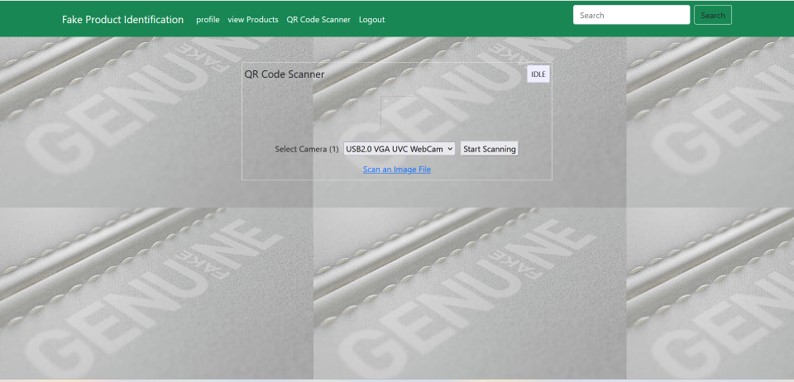 Fake Product Identification profile view Products QR Code Scanner Logout Search Search
QR Code Scanner IDLE
Select Camera (1) USB2.0 VGA UVC WebCam Start Scanning
Scan an Image File
GENUINE FAKE
GENUINE FAKE
GENUINE FAKE
GENUINE FAKE